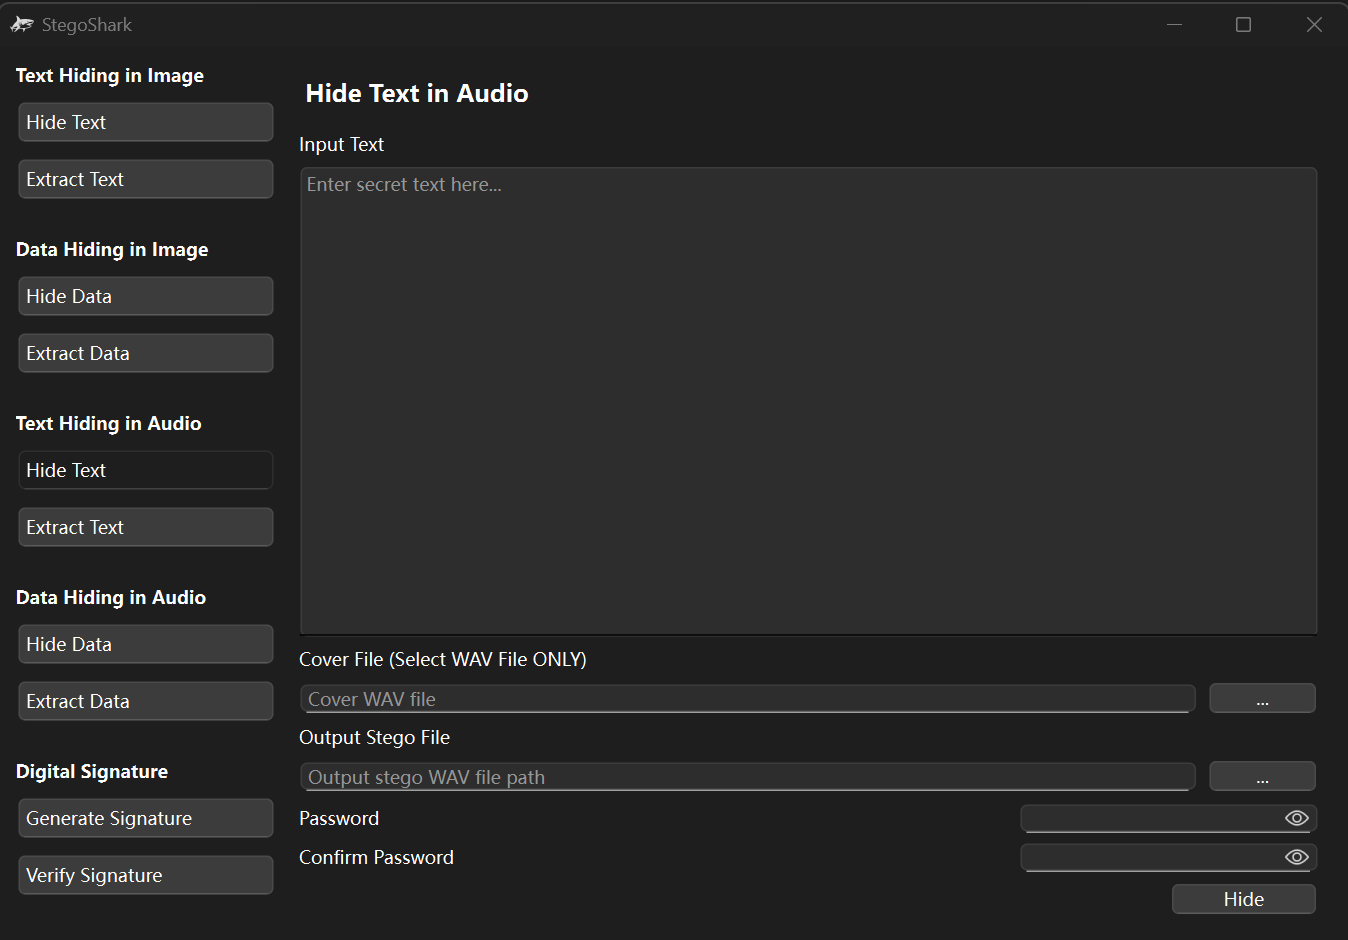 StegoShark
Text Hiding in Image
Hide Text
Extract Text
Data Hiding in Image
Hide Data
Extract Data
Text Hiding in Audio
Hide Text
Extract Text
Data Hiding in Audio
Hide Data
Extract Data
Digital Signature
Generate Signature
Verify Signature
Hide Text in Audio
Input Text
Enter secret text here...
Cover File (Select WAV File ONLY)
Cover WAV file
...
Output Stego File
Output stego WAV file path
...
Password
Confirm Password
Hide